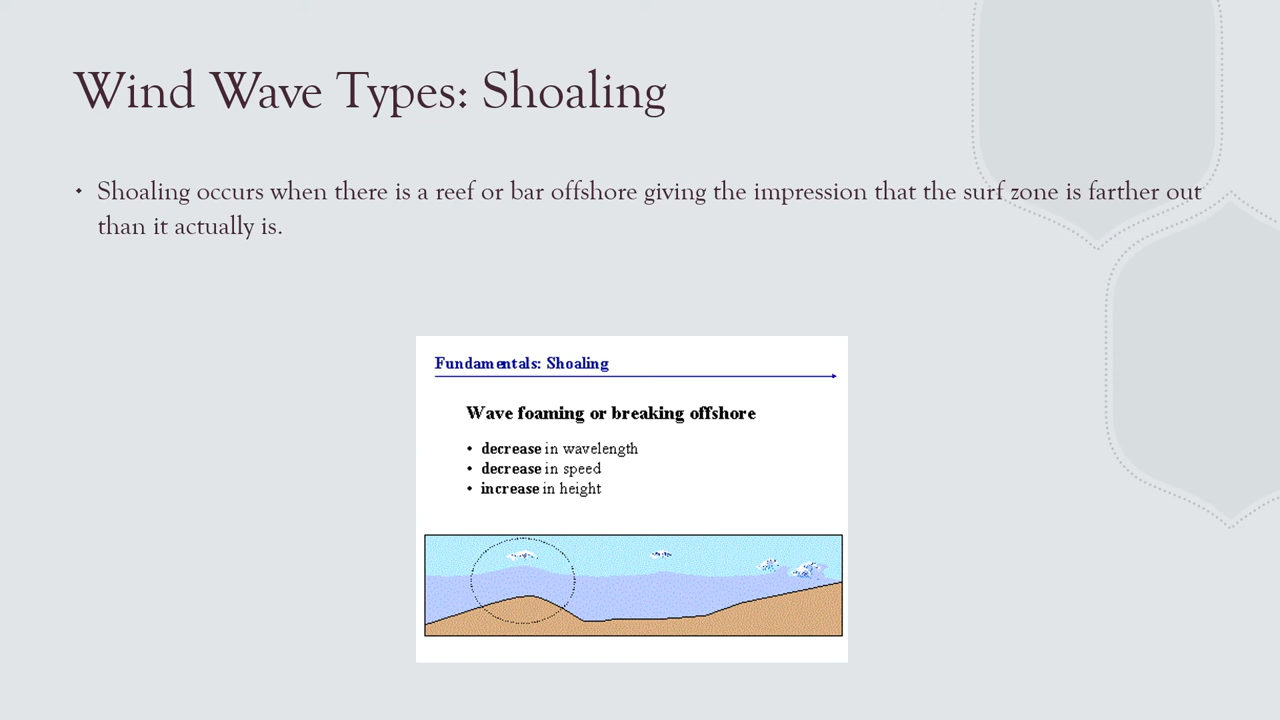 Wind Wave Types: Shoaling
• Shoaling occurs when there is a reef or bar offshore giving the impression that the surf zone is farther out
than it actually is.
Fundamentals: Shoaling
Wave foaming or breaking offshore
• decrease in wavelength
• decrease in speed
• increase in height